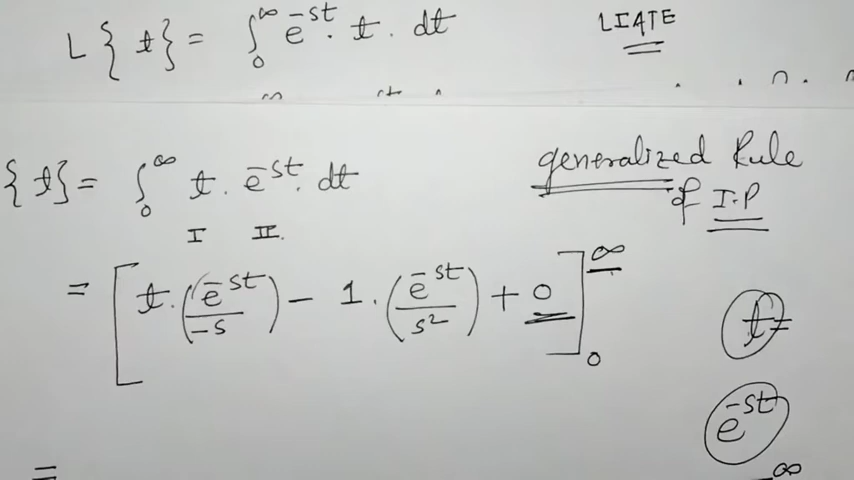 L{t} = ∫₀^∞ e^-st . t . dt
LIATE
{t} = ∫₀^∞ t . e^-st . dt
I II.
generalized Rule
of I.P
= [t.(e^-st/-s) - 1.(e^-st/s²) + 0]₀^∞
t=
e^-st
=
∞